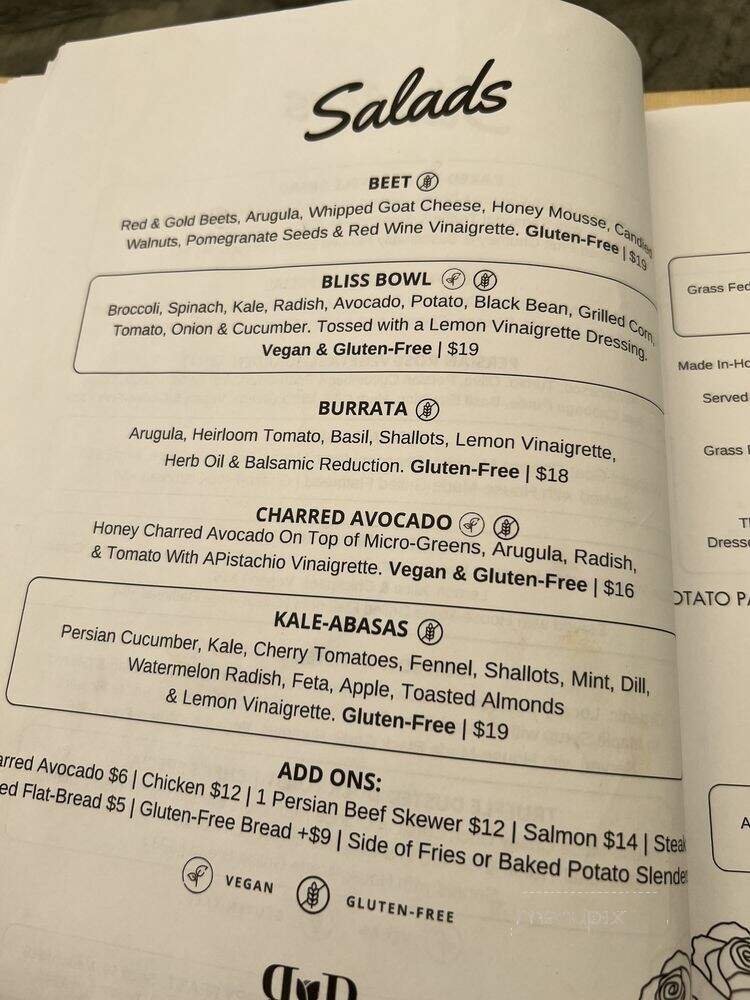 Salads
BEET
Red & Gold Beets, Arugula, Whipped Goat Cheese, Honey Mousse, Candied
Walnuts, Pomegranate Seeds & Red Wine Vinaigrette. Gluten-Free | $19
BLISS BOWL
Broccoli, Spinach, Kale, Radish, Avocado, Potato, Black Bean, Grilled Corn,
Tomato, Onion & Cucumber. Tossed with a Lemon Vinaigrette Dressing.
Vegan & Gluten-Free | $19
BURRATA
Arugula, Heirloom Tomato, Basil, Shallots, Lemon Vinaigrette,
Herb Oil & Balsamic Reduction. Gluten-Free | $18
CHARRED AVOCADO
Honey Charred Avocado On Top of Micro-Greens, Arugula, Radish,
& Tomato With APistachio Vinaigrette. Vegan & Gluten-Free | $16
KALE-ABASAS
Persian Cucumber, Kale, Cherry Tomatoes, Fennel, Shallots, Mint, Dill,
Watermelon Radish, Feta, Apple, Toasted Almonds
& Lemon Vinaigrette. Gluten-Free | $19
ADD ONS:
arred Avocado $6 | Chicken $12 | 1 Persian Beef Skewer $12 | Salmon $14 | Steak
ed Flat-Bread $5 | Gluten-Free Bread +$9 | Side of Fries or Baked Potato Slender
VEGAN
GLUTEN-FREE
Grass Fed
Made In-Ho
Served
Grass
Dresse
OTATO PA